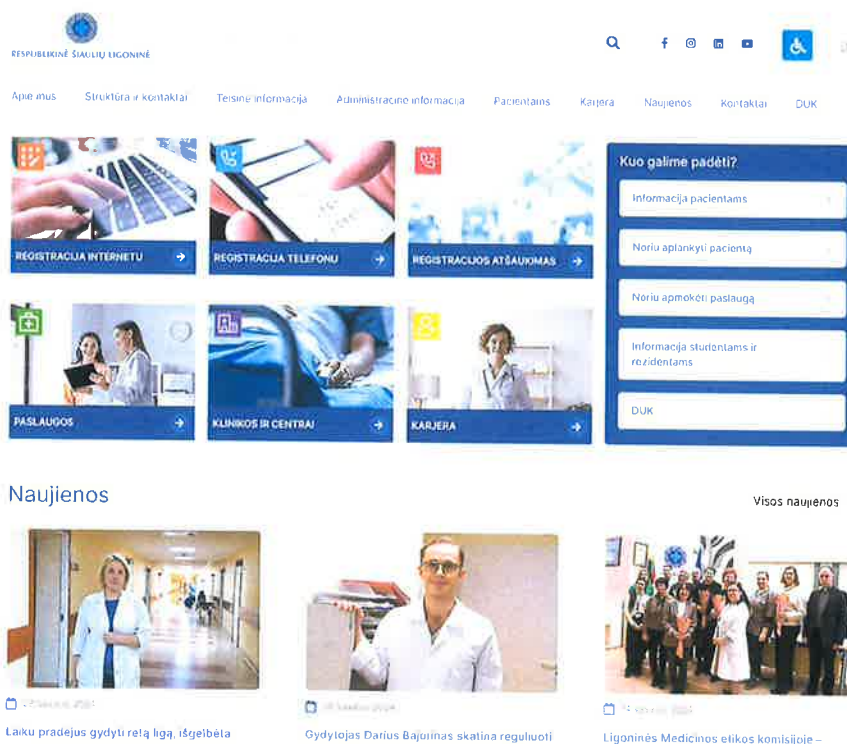 RESPUBLIKINĖ ŠIAULIŲ LIGONINĖ
Apie mus Struktūra ir kontaktai Teisinė informacija Administracinė informacija Pacientams Karjera Naujienos Kontaktai DUK
REGISTRACIJA INTERNETU
REGISTRACIJA TELEFONU
REGISTRACIJOS ATŠAUKIMAS
PASLAUGOS
KLINIKOS IR CENTRAI
KARJERA
Kuo galime padėti?
Informacija pacientams
Noriu aplankyti pacientą
Noriu apmokėti paslaugą
Informacija studentams ir
rezidentams
DUK
Naujienos
Visos naujienos
Laiku pradėjus gydyti retą ligą, išgelbėta
Gydytojas Darius Bajorinas skatina reguliuoti
Ligoninės Medicinos etikos komisijoje –